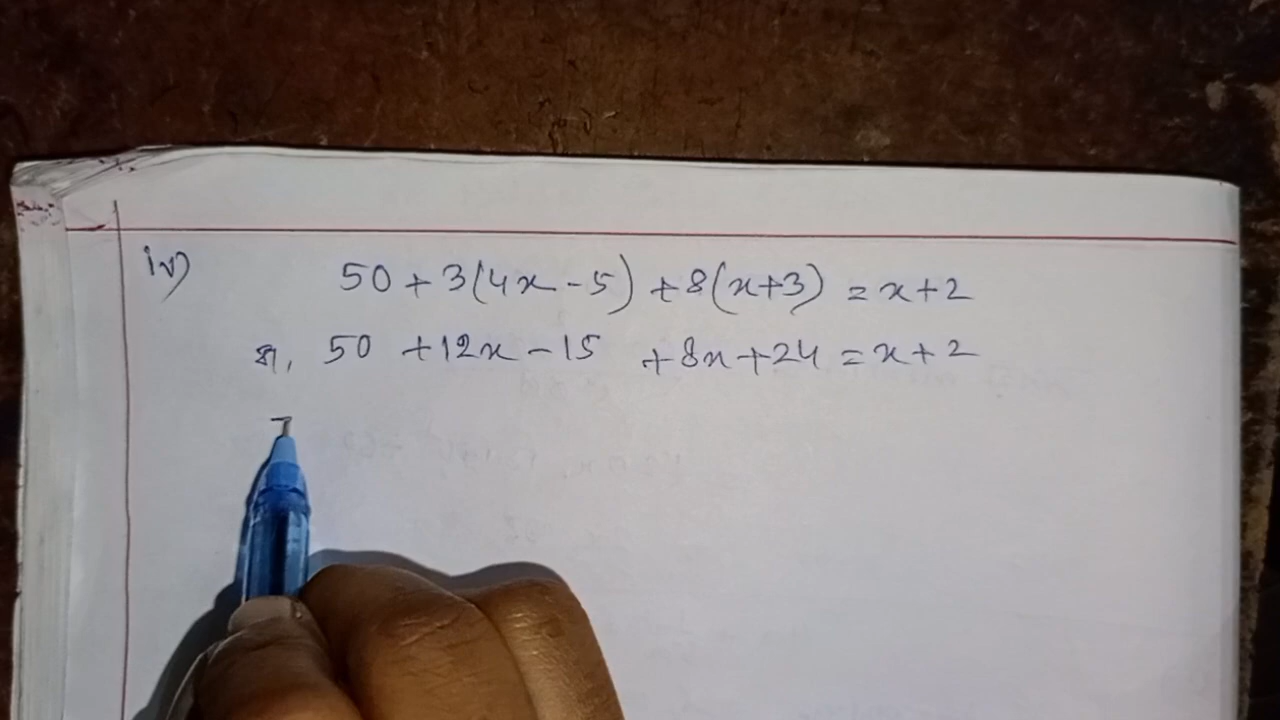 iv) 50 + 3(4x - 5) + 8(x+3) = x+2
বা, 50 + 12x - 15 + 8x + 24 = x + 2